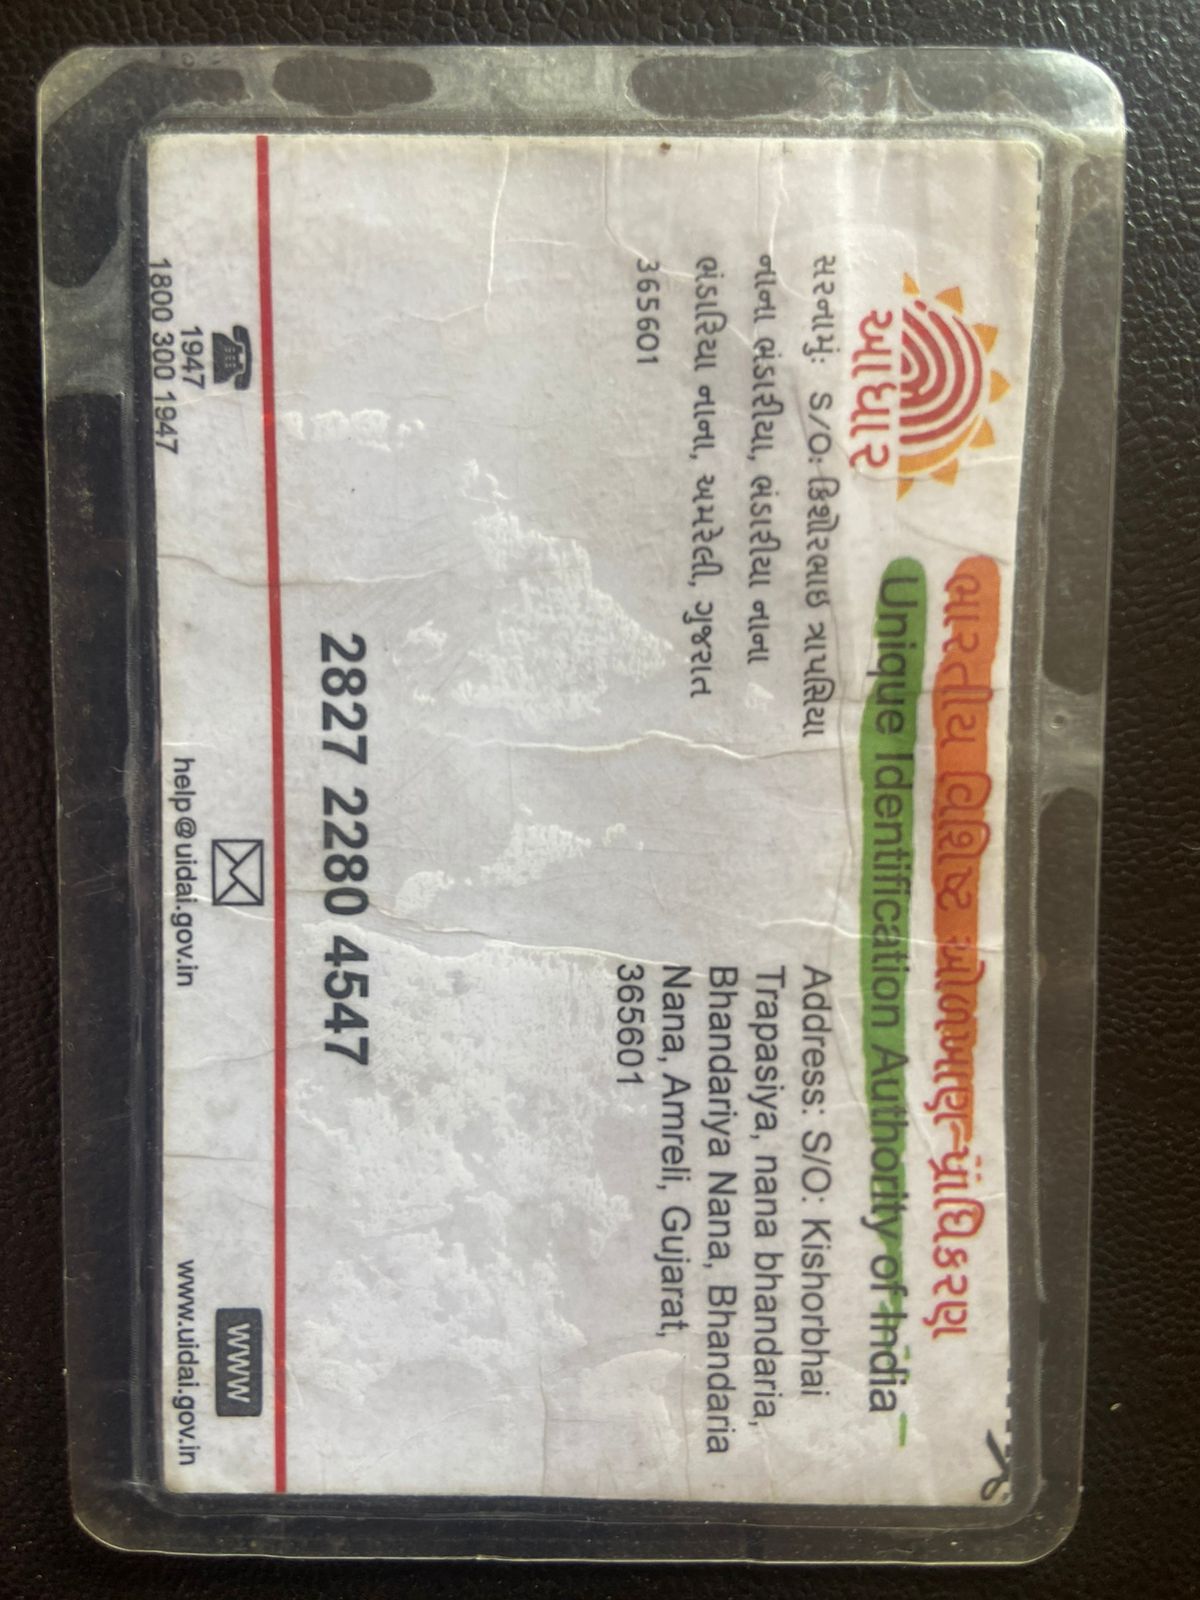 આધાર
ભારતીય વિશિષ્ટ ઓળખાણ પ્રાધિકરણ
Unique Identification Authority of India
સરનામું: S/O: કિશોરભાઇ ત્રાપસિયા
નાના ભંડારીયા, ભંડારીયા નાના
ભંડારિયા નાના, અમરેલી, ગુજરાત
365601
Address: S/O: Kishorbhai
Trapasiya, nana bhandaria,
Bhandariya Nana, Bhandaria
Nana, Amreli, Gujarat,
365601
2827 2280 4547
1947
1800 300 1947
help@uidai.gov.in
www
www.uidai.gov.in